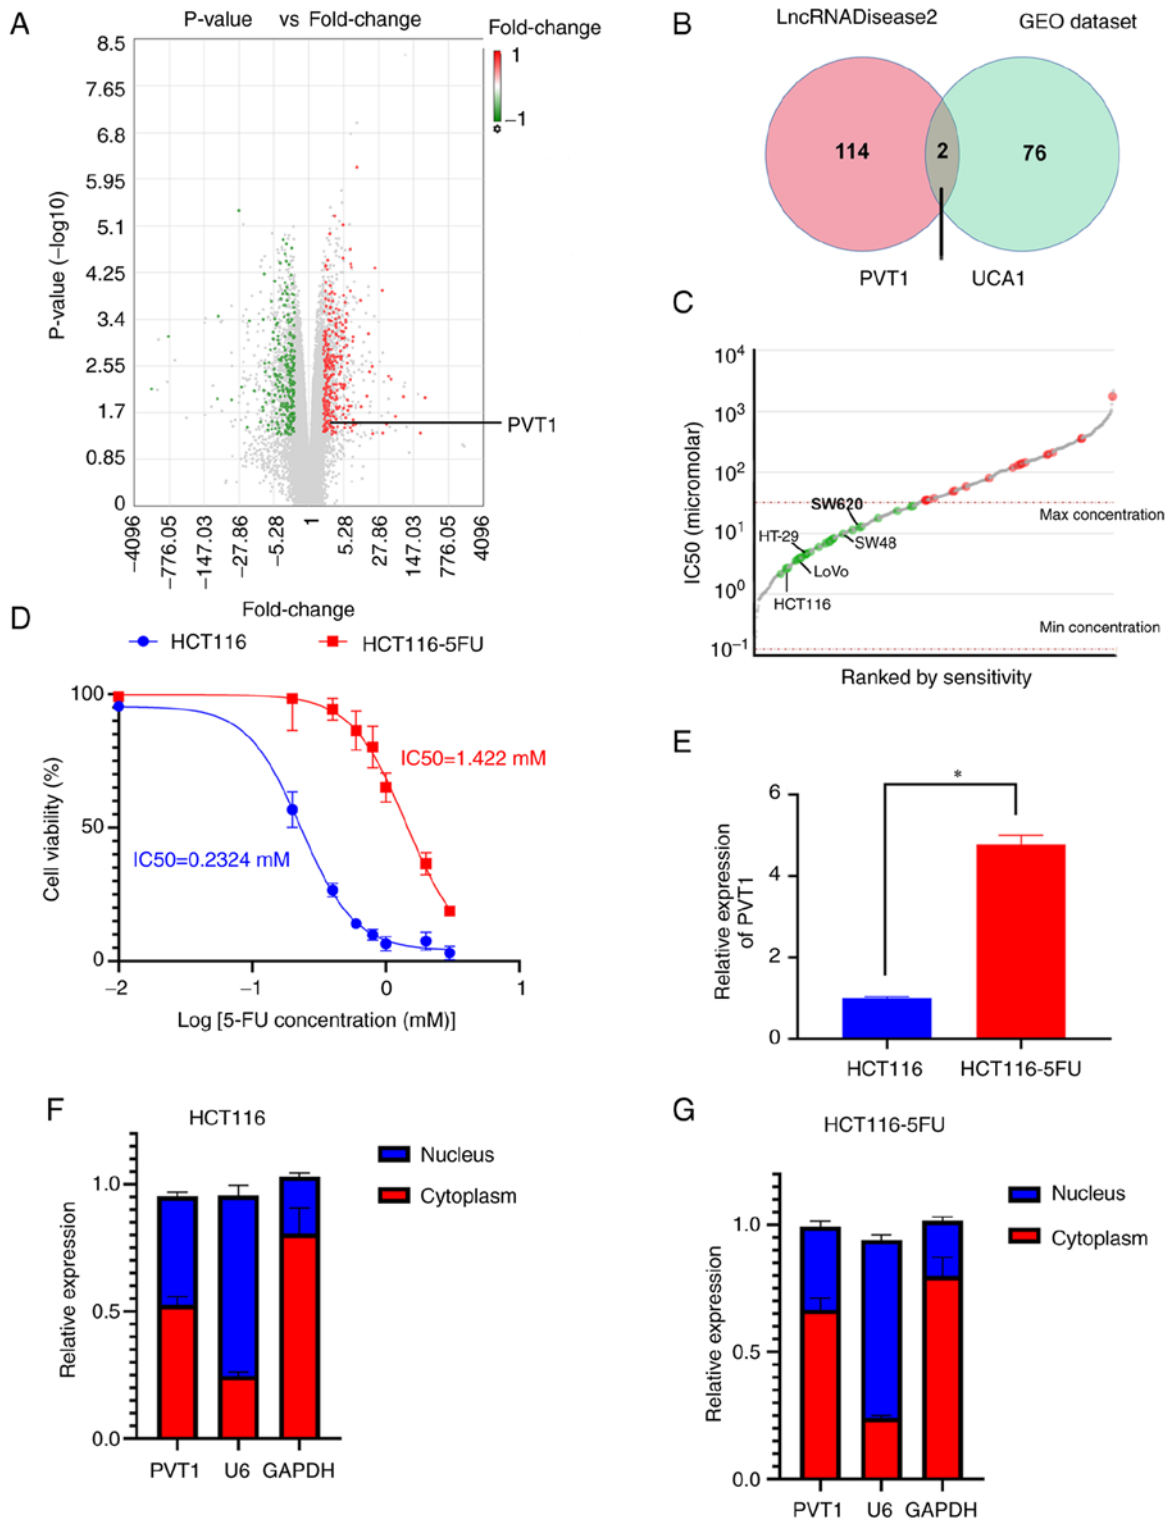 A
P-value vs Fold-change
Fold-change
1
−1
8.5
7.65
6.8
5.95
5.1
4.25
3.4
2.55
1.7
0.85
0
P-value (−log10)
PVT1
−4096
−776.05
−147.03
−27.86
−5.28
1
5.28
27.86
147.03
776.05
4096
Fold-change
B
LncRNADisease2
GEO dataset
114
2
76
PVT1
UCA1
C
10^4
10^3
10^2
10^1
10^0
10^−1
IC50 (micromolar)
SW620
HT-29
SW48
LoVo
HCT116
Max concentration
Min concentration
Ranked by sensitivity
D
HCT116
HCT116-5FU
100
50
0
Cell viability (%)
IC50=1.422 mM
IC50=0.2324 mM
−2
−1
0
1
Log [5-FU concentration (mM)]
E
*
6
4
2
0
Relative expression
of PVT1
HCT116
HCT116-5FU
F
HCT116
Nucleus
Cytoplasm
1.0
0.5
0.0
Relative expression
PVT1
U6
GAPDH
G
HCT116-5FU
Nucleus
Cytoplasm
1.0
0.5
0.0
Relative expression
PVT1
U6
GAPDH